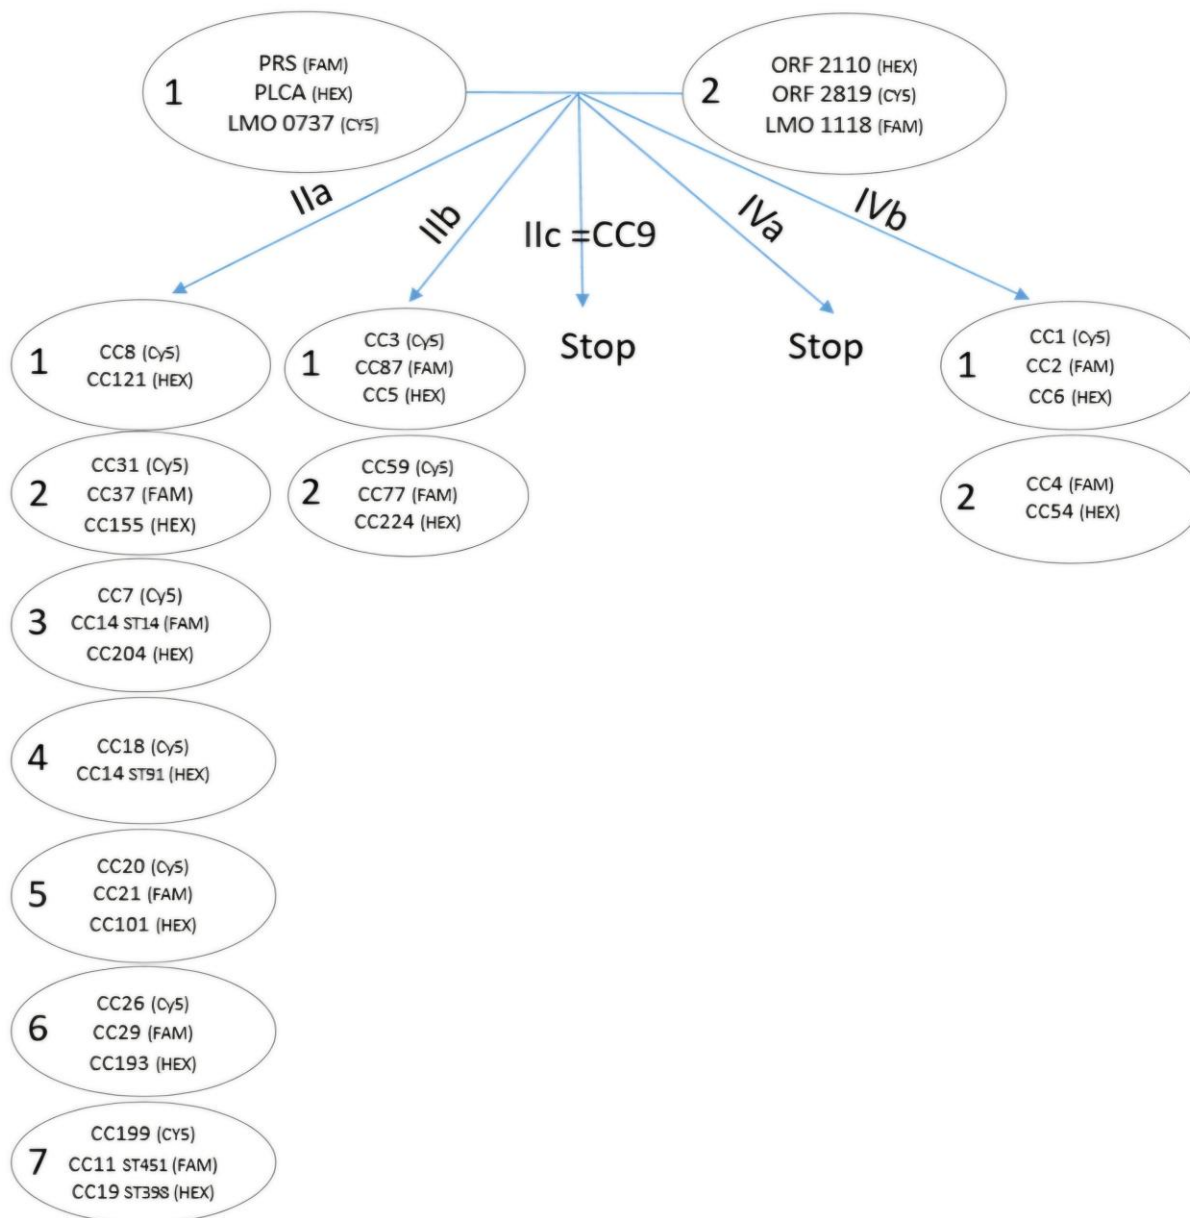 1
PRS (FAM)
PLCA (HEX)
LMO 0737 (CY5)
2
ORF 2110 (HEX)
ORF 2819 (CY5)
LMO 1118 (FAM)
IIa
IIb
IIc =CC9
IVa
IVb
Stop
Stop
1
CC8 (Cy5)
CC121 (HEX)
2
CC31 (Cy5)
CC37 (FAM)
CC155 (HEX)
3
CC7 (Cy5)
CC14 ST14 (FAM)
CC204 (HEX)
4
CC18 (Cy5)
CC14 ST91 (HEX)
5
CC20 (Cy5)
CC21 (FAM)
CC101 (HEX)
6
CC26 (Cy5)
CC29 (FAM)
CC193 (HEX)
7
CC199 (CY5)
CC11 ST451 (FAM)
CC19 ST398 (HEX)
1
CC3 (Cy5)
CC87 (FAM)
CC5 (HEX)
2
CC59 (Cy5)
CC77 (FAM)
CC224 (HEX)
1
CC1 (Cy5)
CC2 (FAM)
CC6 (HEX)
2
CC4 (FAM)
CC54 (HEX)